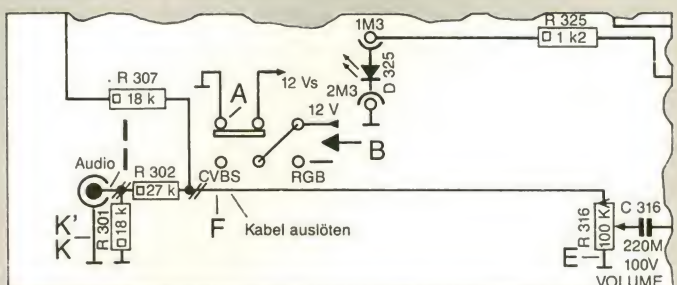 1M3
R 325
□ 1 k2
R 307
□ 18 k
A
12 Vs
2M3
D 325
12 V
B
Audio
R 302
□ 27 k
CVBS
RGB
K'
K
R 301
□ 18 k
F
Kabel auslöten
R 316
100 K
E
C 316
220M
100V
VOLUME